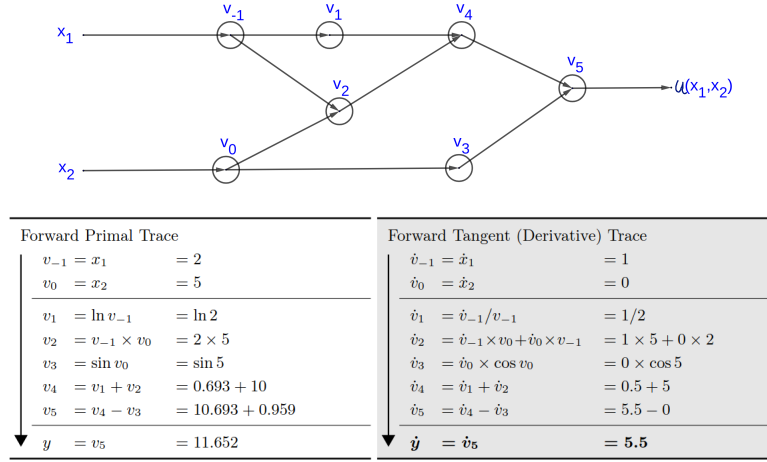 v₋₁ v₁ v₄
x₁
v₅
v₂ u(x₁,x₂)
v₀ v₃
x₂
Forward Primal Trace
v₋₁ = x₁ = 2
v₀ = x₂ = 5
v₁ = ln v₋₁ = ln 2
v₂ = v₋₁ × v₀ = 2 × 5
v₃ = sin v₀ = sin 5
v₄ = v₁ + v₂ = 0.693 + 10
v₅ = v₄ − v₃ = 10.693 + 0.959
y = v₅ = 11.652
Forward Tangent (Derivative) Trace
v̇₋₁ = ẋ₁ = 1
v̇₀ = ẋ₂ = 0
v̇₁ = v̇₋₁/v₋₁ = 1/2
v̇₂ = v̇₋₁×v₀+v̇₀×v₋₁ = 1 × 5 + 0 × 2
v̇₃ = v̇₀ × cos v₀ = 0 × cos 5
v̇₄ = v̇₁ + v̇₂ = 0.5 + 5
v̇₅ = v̇₄ − v̇₃ = 5.5 − 0
ẏ = v̇₅ = 5.5